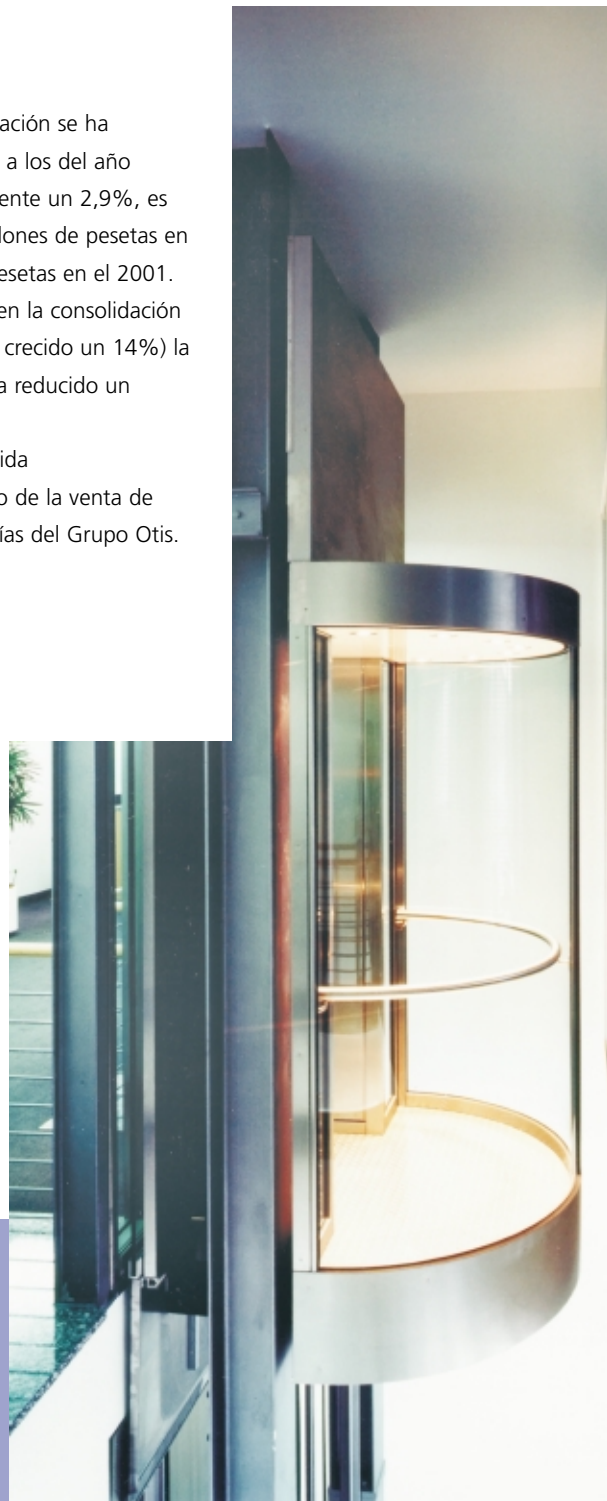 ación se ha
a los del año
ente un 2,9%, es
lones de pesetas en
esetas en el 2001.
en la consolidación
crecido un 14%) la
a reducido un
ida
o de la venta de
ías del Grupo Otis.